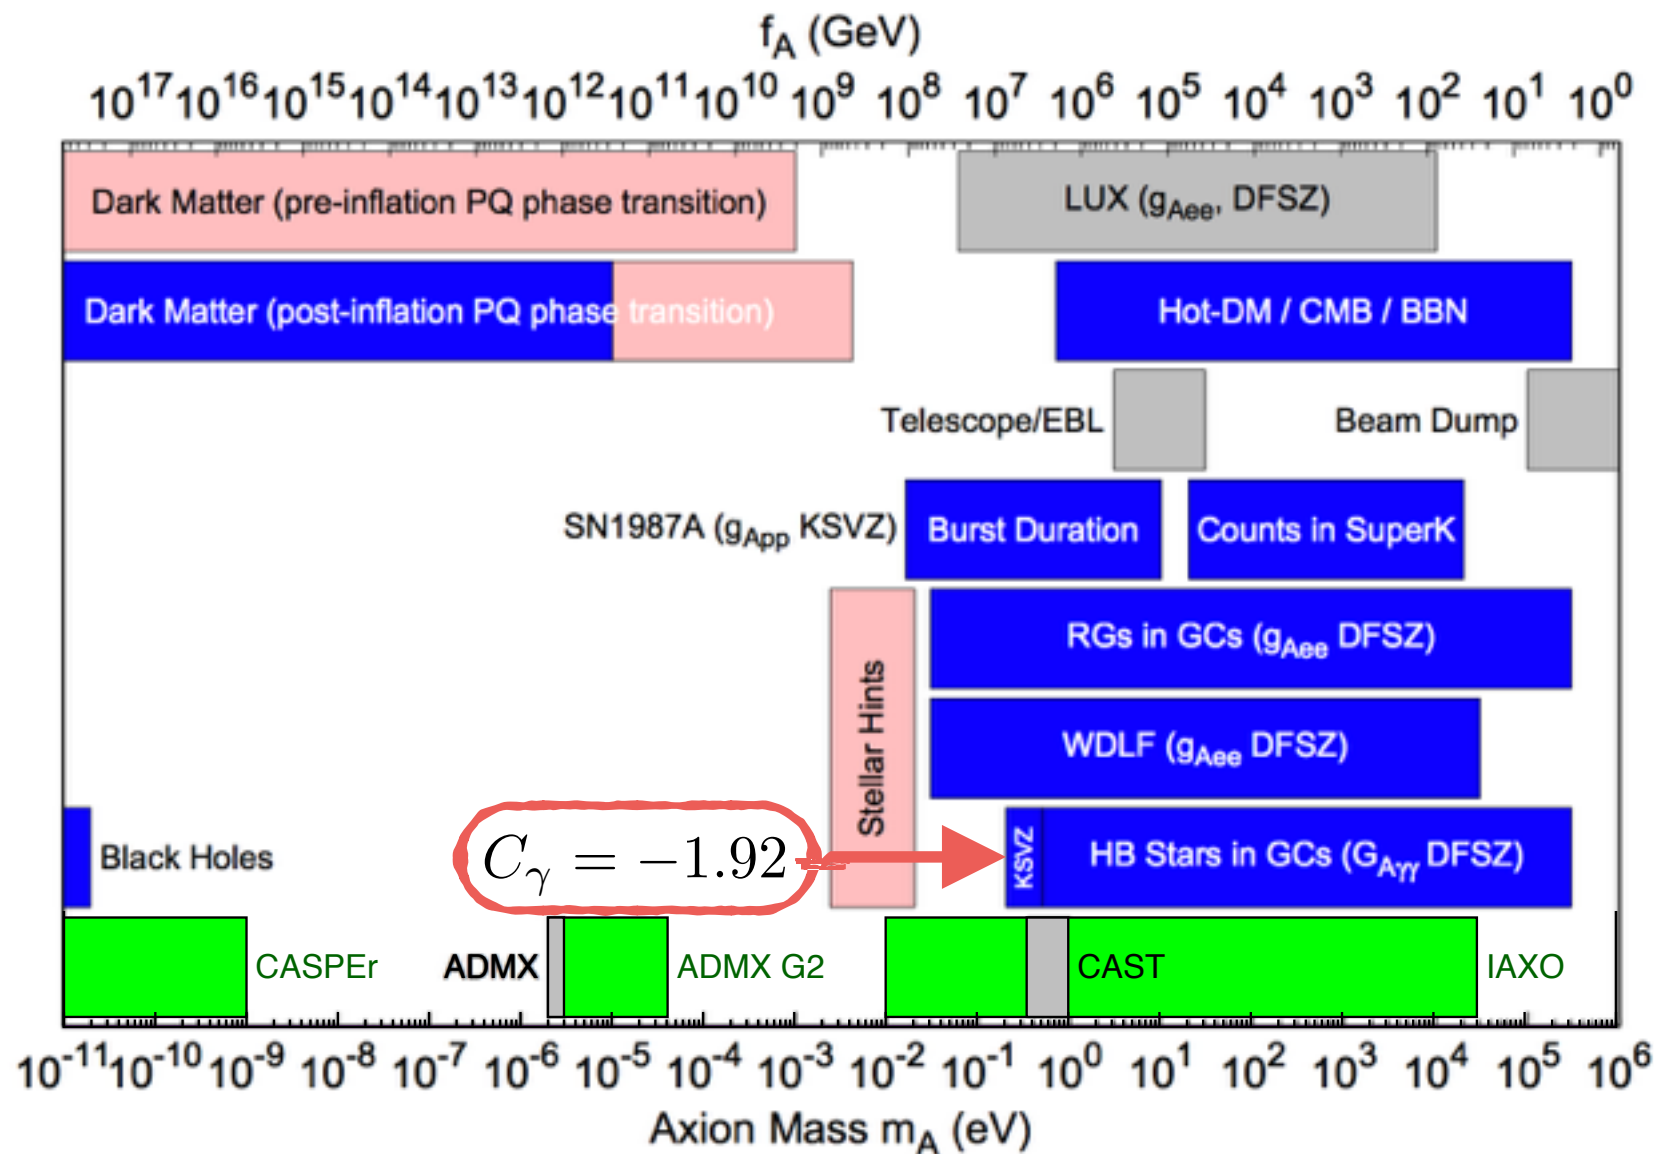 f_A (GeV)
10^17 10^16 10^15 10^14 10^13 10^12 10^11 10^10 10^9 10^8 10^7 10^6 10^5 10^4 10^3 10^2 10^1 10^0
Dark Matter (pre-inflation PQ phase transition)
LUX (g_Aee, DFSZ)
Dark Matter (post-inflation PQ phase transition)
Hot-DM / CMB / BBN
Telescope/EBL
Beam Dump
SN1987A (g_App KSVZ)
Burst Duration
Counts in SuperK
RGs in GCs (g_Aee DFSZ)
Stellar Hints
WDLF (g_Aee DFSZ)
Black Holes
C_γ = −1.92
KSVZ
HB Stars in GCs (G_Aγγ DFSZ)
CASPEr
ADMX
ADMX G2
CAST
IAXO
10^-11 10^-10 10^-9 10^-8 10^-7 10^-6 10^-5 10^-4 10^-3 10^-2 10^-1 10^0 10^1 10^2 10^3 10^4 10^5 10^6
Axion Mass m_A (eV)